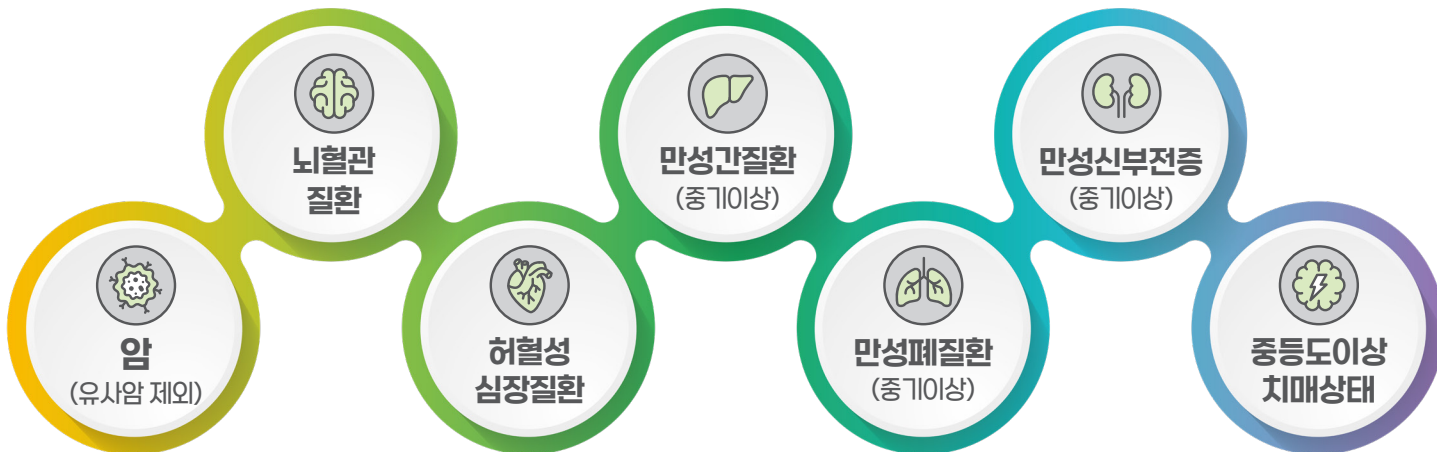 암
(유사암 제외)
뇌혈관
질환
허혈성
심장질환
만성간질환
(중기이상)
만성폐질환
(중기이상)
만성신부전증
(중기이상)
중등도이상
치매상태